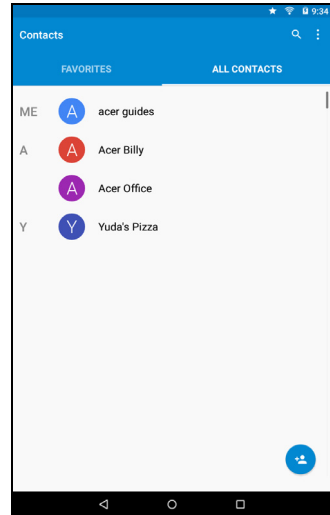 9:34
Contacts
FAVORITES ALL CONTACTS
ME A acer guides
A A Acer Billy
A Acer Office
Y Y Yuda's Pizza